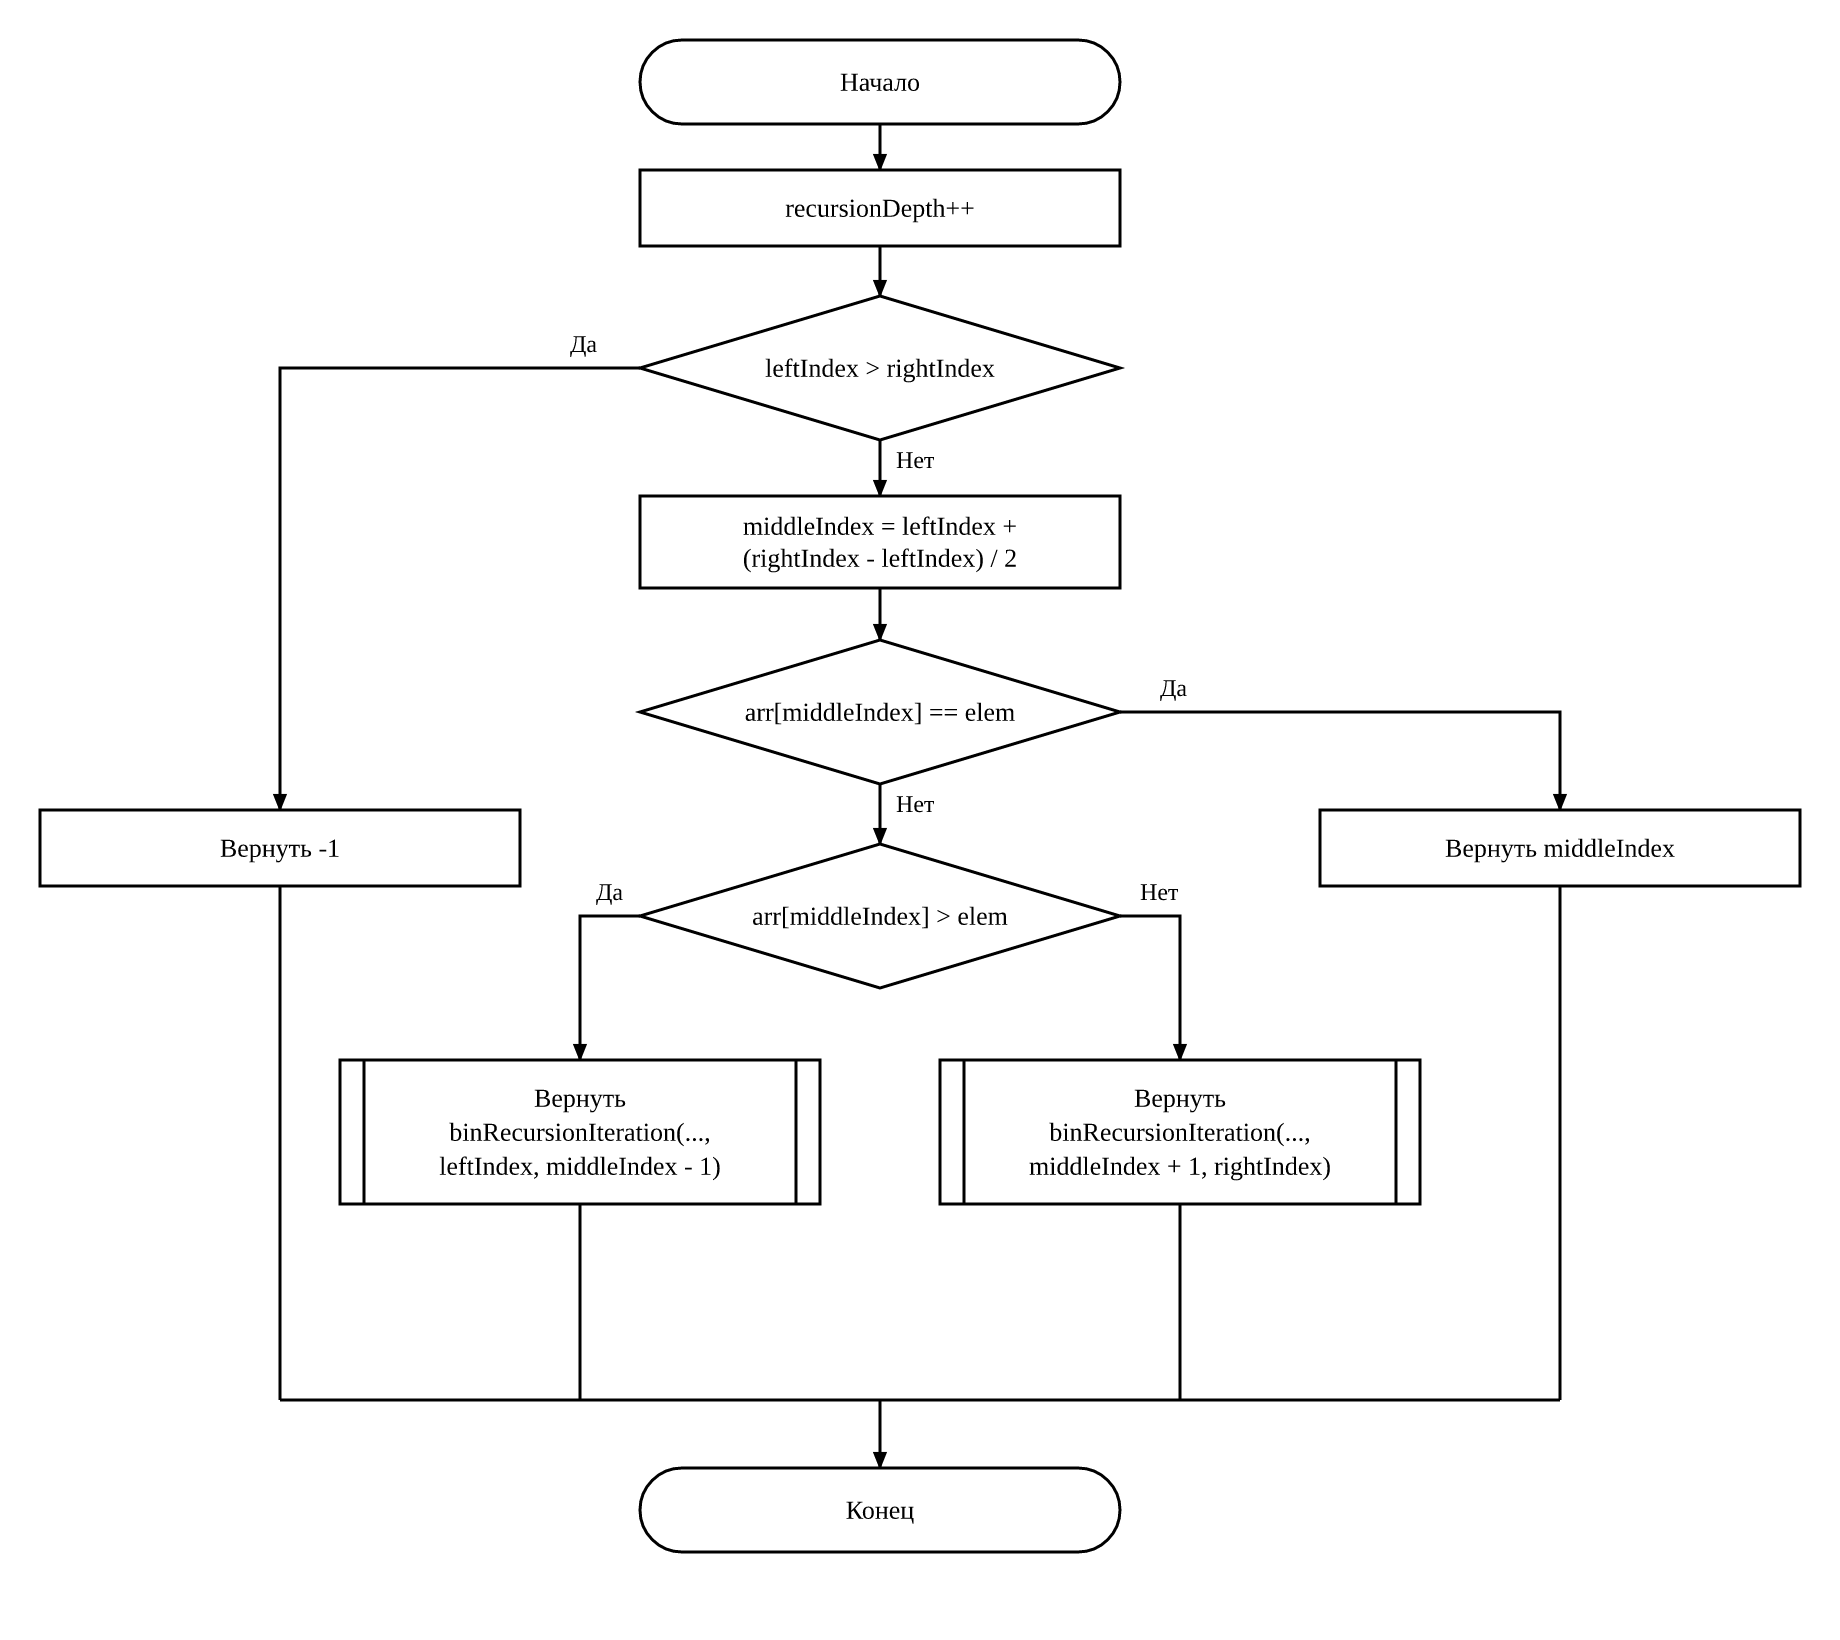 Начало
recursionDepth++
Да
leftIndex > rightIndex
Нет
middleIndex = leftIndex +
(rightIndex - leftIndex) / 2
Да
arr[middleIndex] == elem
Нет
Вернуть -1
Вернуть middleIndex
Да
Нет
arr[middleIndex] > elem
Вернуть
binRecursionIteration(...,
leftIndex, middleIndex - 1)
Вернуть
binRecursionIteration(...,
middleIndex + 1, rightIndex)
Конец